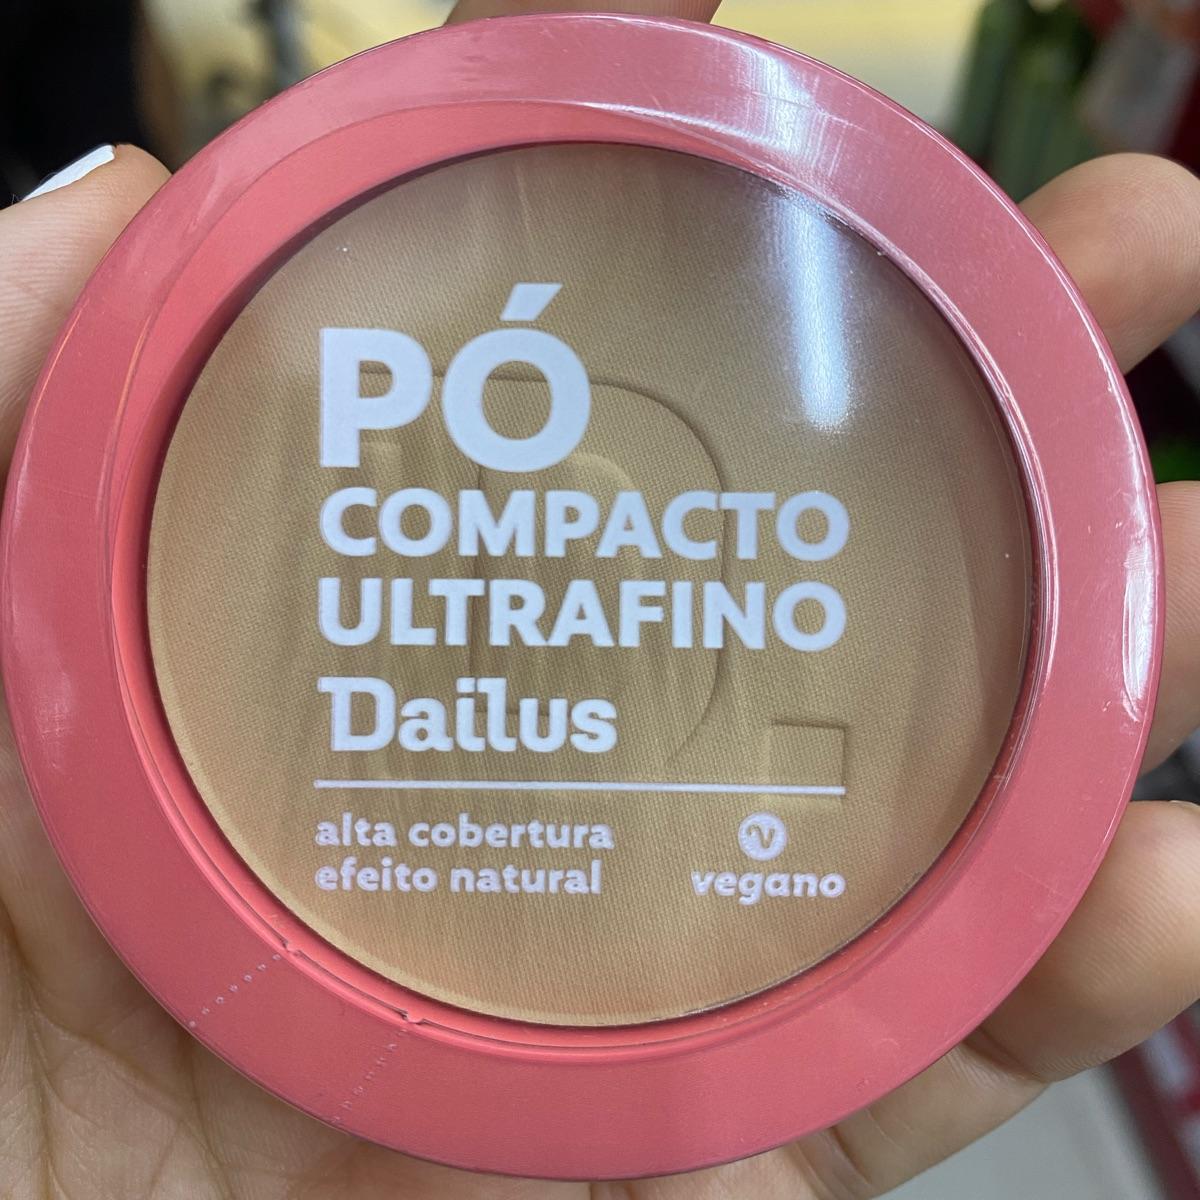 PÓ
COMPACTO
ULTRAFINO
Dailus
alta cobertura
efeito natural
vegano